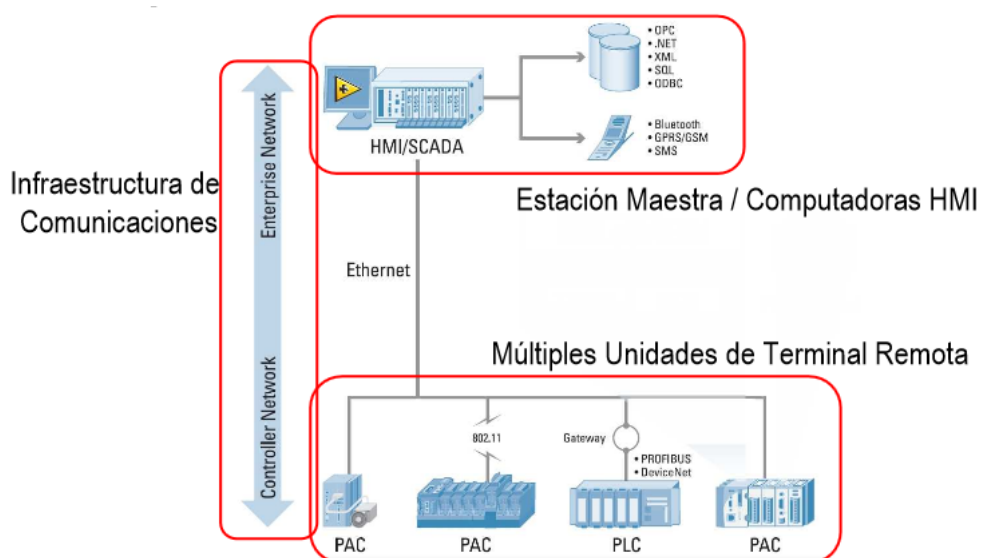 • OPC
• .NET
• XML
• SQL
• ODBC
HMI/SCADA
• Bluetooth
• GPRS/GSM
• SMS
Estación Maestra / Computadoras HMI
Infraestructura de
Comunicaciones
Enterprise Network
Controller Network
Ethernet
Múltiples Unidades de Terminal Remota
802.11
Gateway
• PROFIBUS
• DeviceNet
PAC
PAC
PLC
PAC